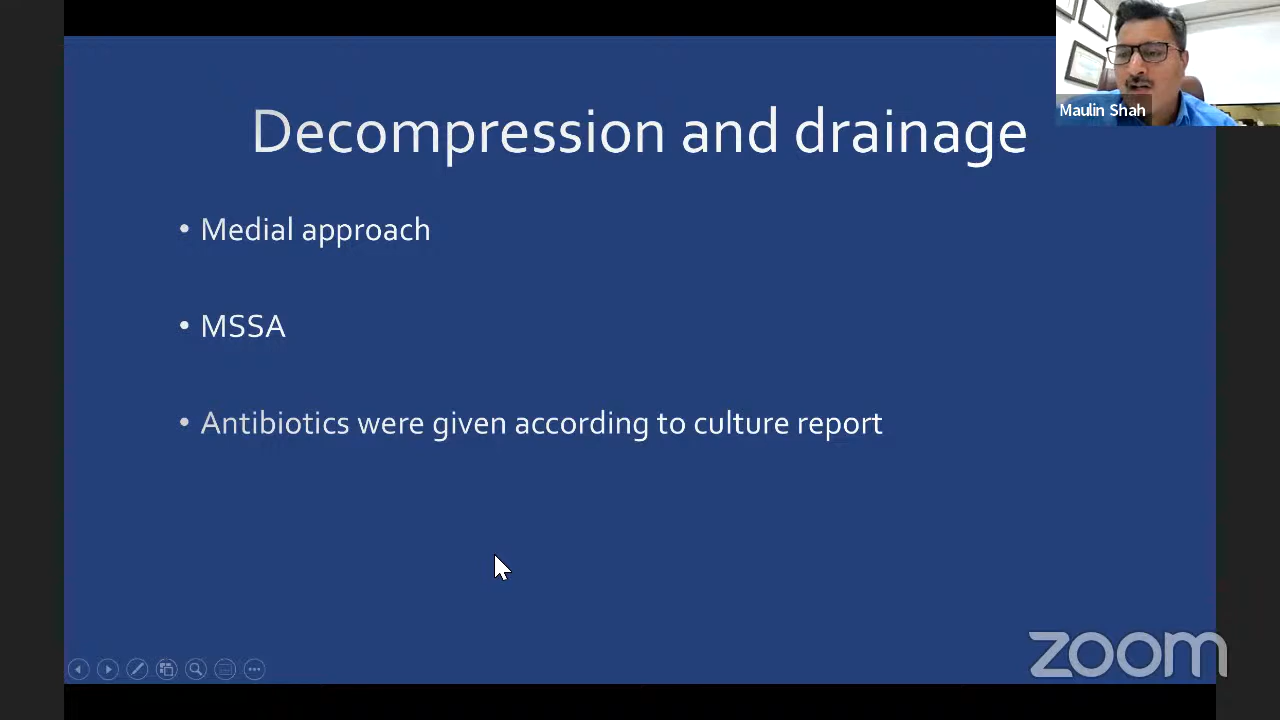 Maulin Shah
Decompression and drainage
• Medial approach
• MSSA
• Antibiotics were given according to culture report
zoom